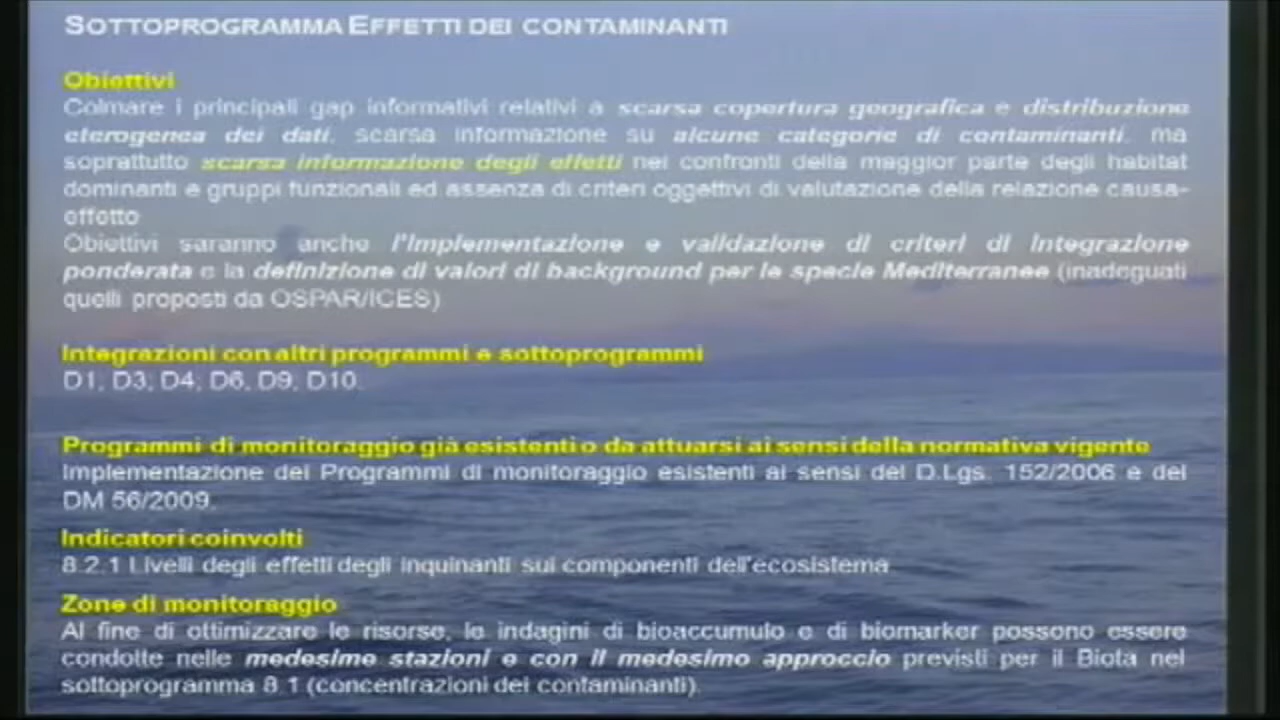 SOTTOPROGRAMMA EFFETTI DEI CONTAMINANTI
Obiettivi
Colmare i principali gap informativi relativi a scarsa copertura geografica e distribuzione
eterogenea dei dati, scarsa informazione su alcune categorie di contaminanti, ma
soprattutto scarsa informazione degli effetti nei confronti della maggior parte degli habitat
dominanti e gruppi funzionali ed assenza di criteri oggettivi di valutazione della relazione causa-
effetto
Obiettivi saranno anche l'implementazione e validazione di criteri di integrazione
ponderata e la definizione di valori di background per le specie Mediterranee (inadeguati
quelli proposti da OSPAR/ICES)
Integrazioni con altri programmi e sottoprogrammi
D1, D3, D4, D6, D9, D10.
Programmi di monitoraggio già esistenti o da attuarsi ai sensi della normativa vigente
Implementazione dei Programmi di monitoraggio esistenti ai sensi del D.Lgs. 152/2006 e del
DM 56/2009.
Indicatori coinvolti
8.2.1 Livelli degli effetti degli inquinanti sui componenti dell'ecosistema
Zone di monitoraggio
Al fine di ottimizzare le risorse, le indagini di bioaccumulo e di biomarker possono essere
condotte nelle medesime stazioni e con il medesimo approccio previsti per il Biota nel
sottoprogramma 8.1 (concentrazioni dei contaminanti).